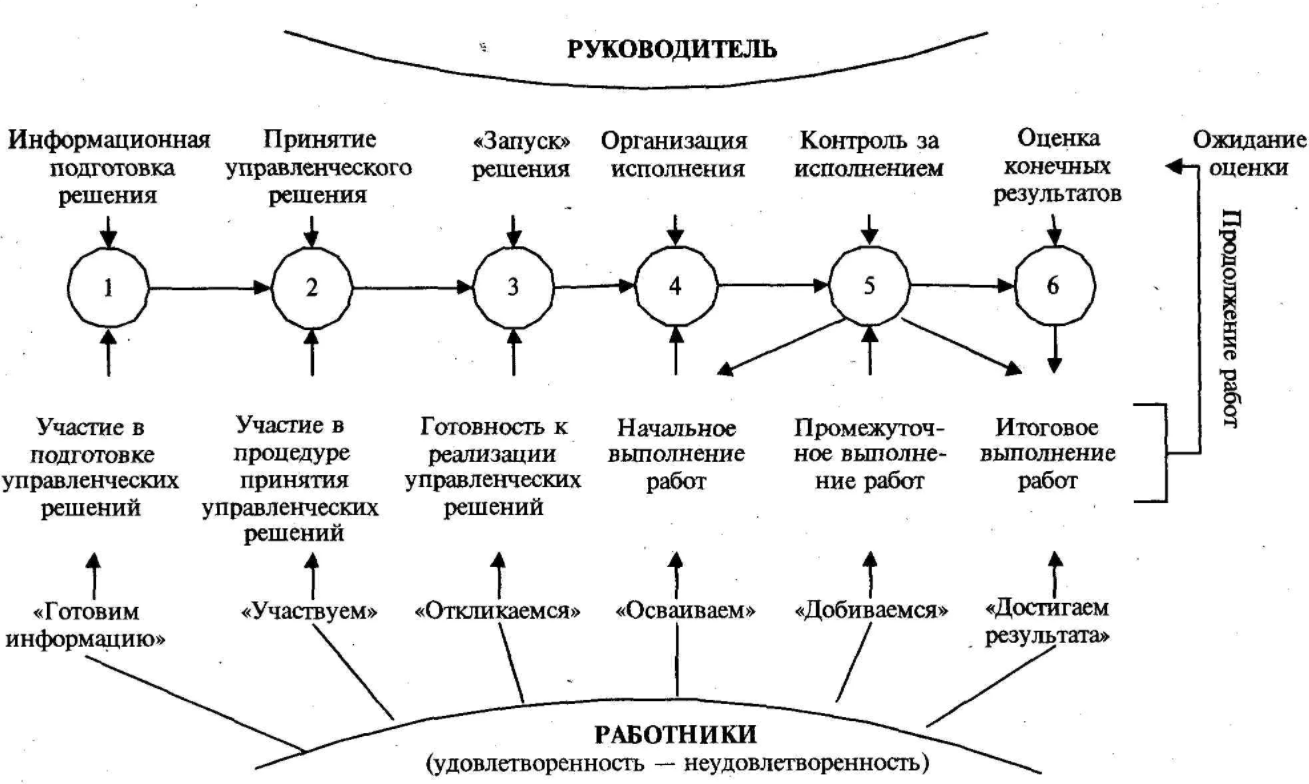 РУКОВОДИТЕЛЬ
Информационная
подготовка
решения
Принятие
управленческого
решения
«Запуск»
решения
Организация
исполнения
Контроль за
исполнением
Оценка
конечных
результатов
Ожидание
оценки
Продолжение работ
1
2
3
4
5
6
Участие в
подготовке
управленческих
решений
Участие в
процедуре
принятия
управленческих
решений
Готовность к
реализации
управленческих
решений
Начальное
выполнение
работ
Промежуточ-
ное выполне-
ние работ
Итоговое
выполнение
работ
«Готовим
информацию»
«Участвуем»
«Откликаемся»
«Осваиваем»
«Добиваемся»
«Достигаем
результата»
РАБОТНИКИ
(удовлетворенность — неудовлетворенность)